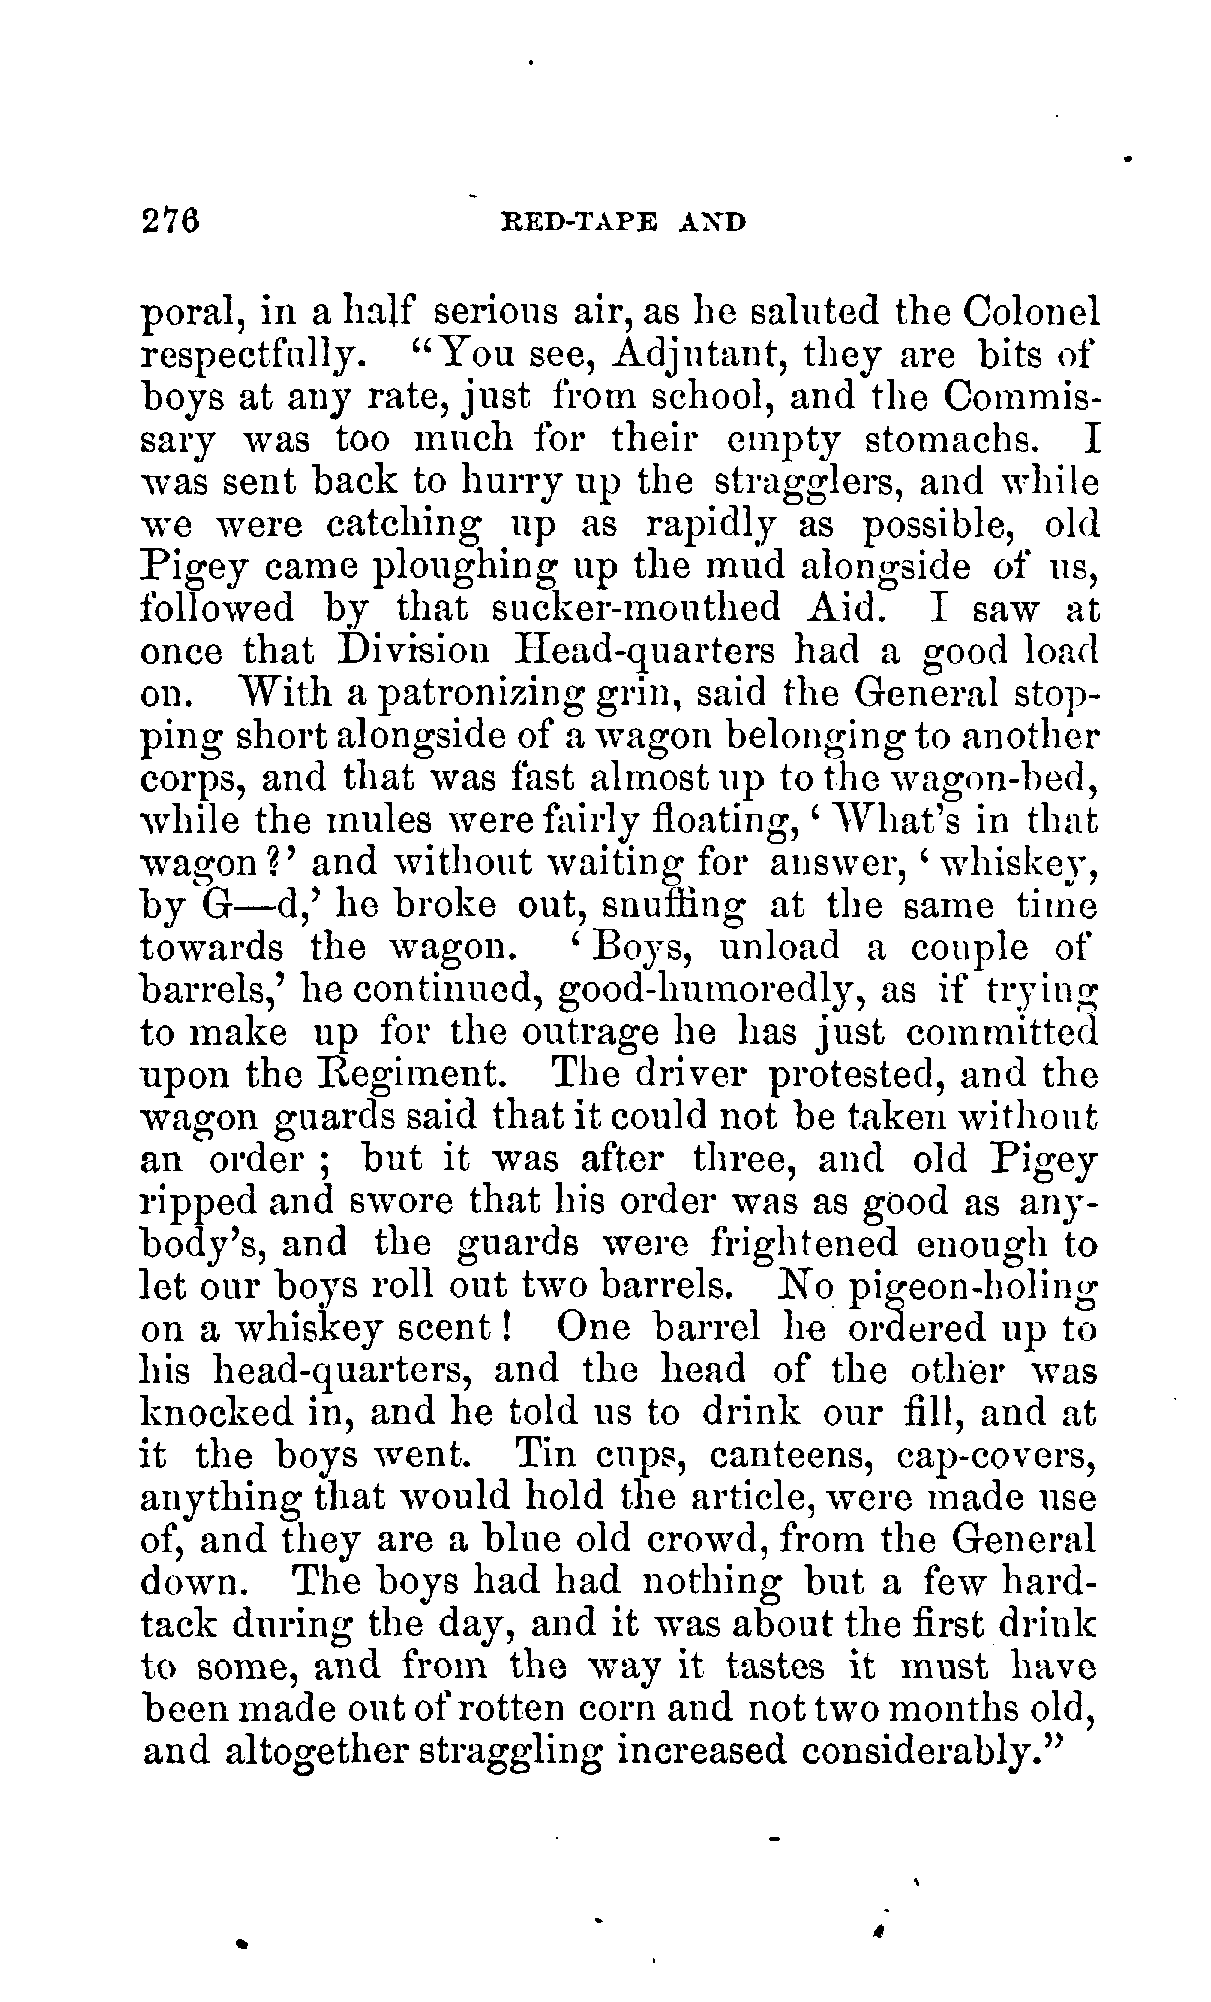 276 RED-TAPE AND
poral, in a half serious air, as he saluted the Colonel
respectfully. "You see, Adjutant, they are bits of
boys at any rate, just from school, and the Commis-
sary was too much for their empty stomachs. I
was sent back to hurry up the stragglers, and while
we were catching up as rapidly as possible, old
Pigey came ploughing up the mud alongside of us,
followed by that sucker-mouthed Aid. I saw at
once that Division Head-quarters had a good load
on. With a patronizing grin, said the General stop-
ping short alongside of a wagon belonging to another
corps, and that was fast almost up to the wagon-bed,
while the mules were fairly floating, ‘What's in that
wagon?’ and without waiting for answer, ‘whiskey,
by G—d,’ he broke out, snuffing at the same time
towards the wagon. ‘Boys, unload a couple of
barrels,’ he continued, good-humoredly, as if trying
to make up for the outrage he has just committed
upon the Regiment. The driver protested, and the
wagon guards said that it could not be taken without
an order; but it was after three, and old Pigey
ripped and swore that his order was as good as any-
body's, and the guards were frightened enough to
let our boys roll out two barrels. No pigeon-holing
on a whiskey scent! One barrel he ordered up to
his head-quarters, and the head of the other was
knocked in, and he told us to drink our fill, and at
it the boys went. Tin cups, canteens, cap-covers,
anything that would hold the article, were made use
of, and they are a blue old crowd, from the General
down. The boys had had nothing but a few hard-
tack during the day, and it was about the first drink
to some, and from the way it tastes it must have
been made out of rotten corn and not two months old,
and altogether straggling increased considerably."